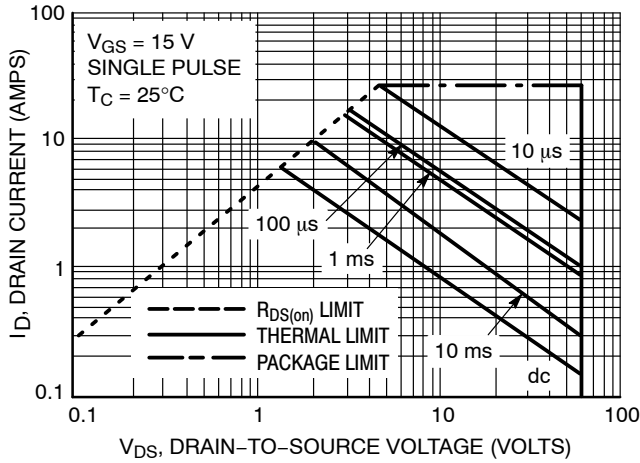 100
V_GS = 15 V
SINGLE PULSE
T_C = 25°C
10 μs
10
100 μs
1 ms
1
R_DS(on) LIMIT
THERMAL LIMIT
PACKAGE LIMIT
10 ms
dc
0.1
0.1
1
10
100
I_D, DRAIN CURRENT (AMPS)
V_DS, DRAIN−TO−SOURCE VOLTAGE (VOLTS)